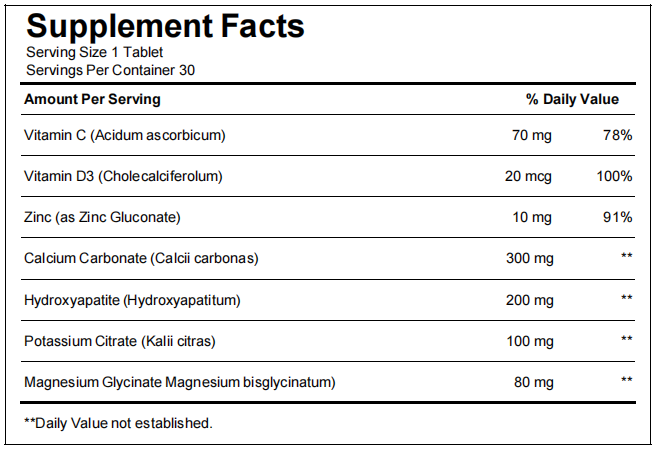 Supplement Facts
Serving Size 1 Tablet
Servings Per Container 30
Amount Per Serving % Daily Value
Vitamin C (Acidum ascorbicum) 70 mg 78%
Vitamin D3 (Cholecalciferolum) 20 mcg 100%
Zinc (as Zinc Gluconate) 10 mg 91%
Calcium Carbonate (Calcii carbonas) 300 mg **
Hydroxyapatite (Hydroxyapatitum) 200 mg **
Potassium Citrate (Kalii citras) 100 mg **
Magnesium Glycinate Magnesium bisglycinatum) 80 mg **
**Daily Value not established.